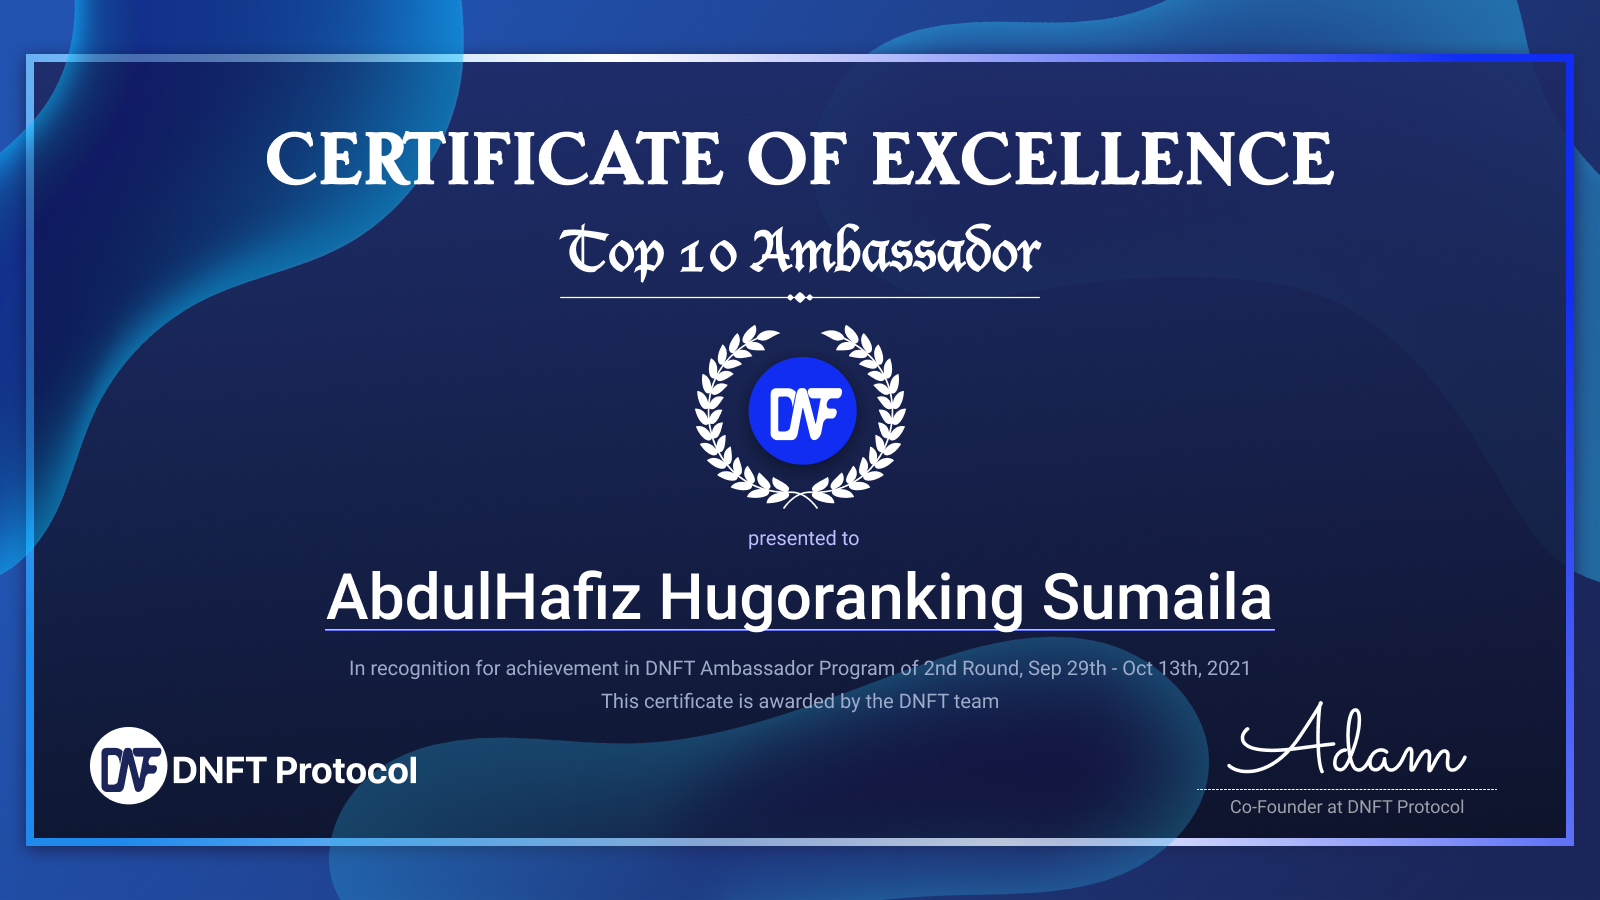 CERTIFICATE OF EXCELLENCE
Top 10 Ambassador
DNF
presented to
AbdulHafiz Hugoranking Sumaila
In recognition for achievement in DNFT Ambassador Program of 2nd Round, Sep 29th - Oct 13th, 2021
This certificate is awarded by the DNFT team
DNF DNFT Protocol
Adam
Co-Founder at DNFT Protocol